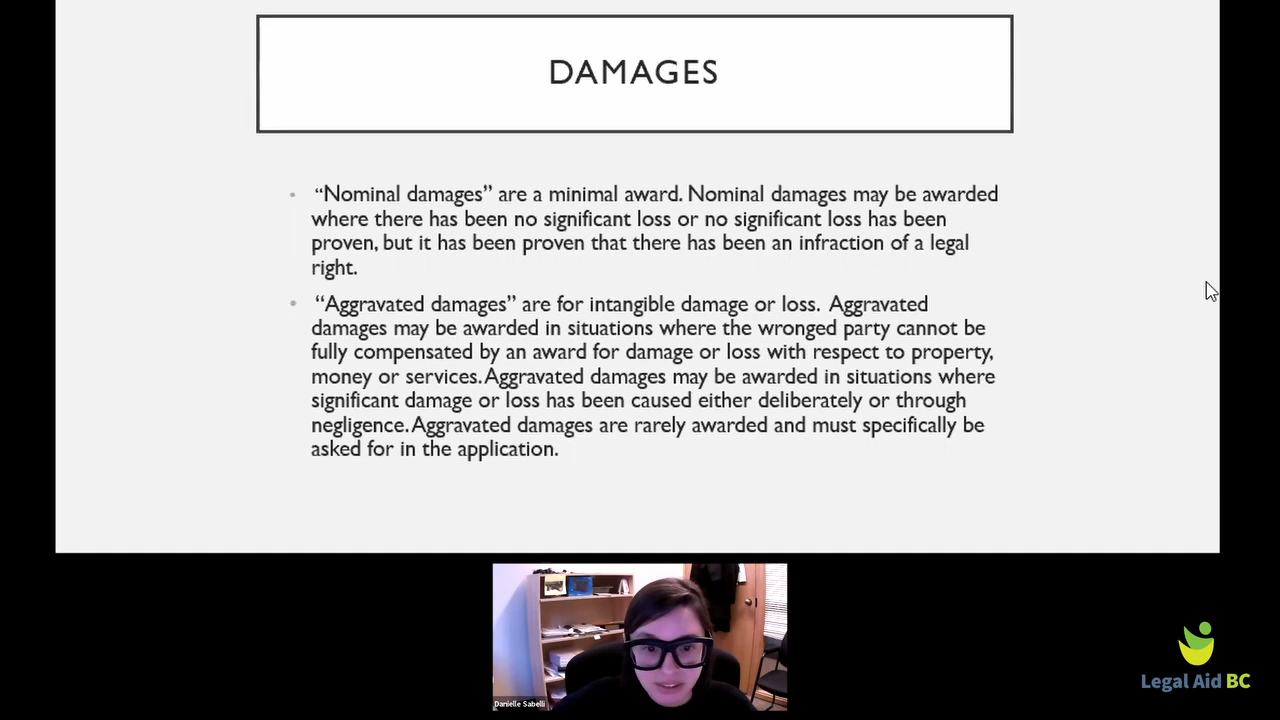 DAMAGES
• “Nominal damages” are a minimal award. Nominal damages may be awarded
where there has been no significant loss or no significant loss has been
proven, but it has been proven that there has been an infraction of a legal
right.
• “Aggravated damages” are for intangible damage or loss.  Aggravated
damages may be awarded in situations where the wronged party cannot be
fully compensated by an award for damage or loss with respect to property,
money or services. Aggravated damages may be awarded in situations where
significant damage or loss has been caused either deliberately or through
negligence. Aggravated damages are rarely awarded and must specifically be
asked for in the application.
Danielle Sabelli
Legal Aid BC